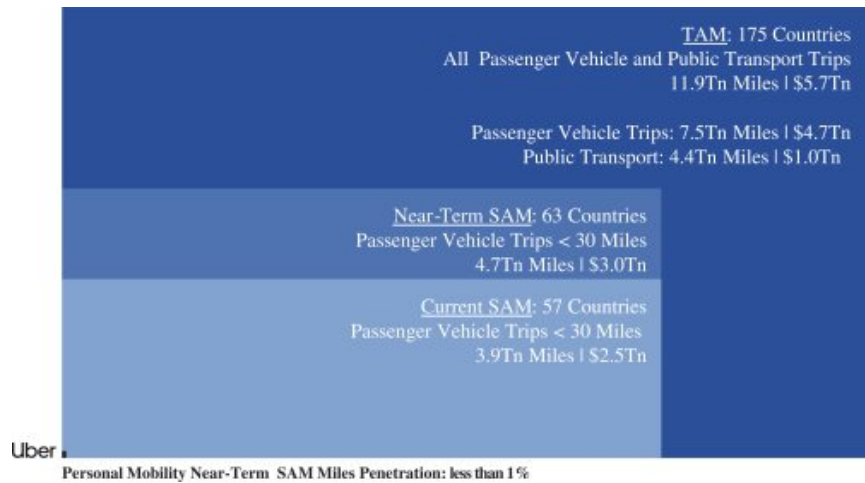 TAM: 175 Countries
All Passenger Vehicle and Public Transport Trips
11.9Tn Miles | $5.7Tn
Passenger Vehicle Trips: 7.5Tn Miles | $4.7Tn
Public Transport: 4.4Tn Miles | $1.0Tn
Near-Term SAM: 63 Countries
Passenger Vehicle Trips < 30 Miles
4.7Tn Miles | $3.0Tn
Current SAM: 57 Countries
Passenger Vehicle Trips < 30 Miles
3.9Tn Miles | $2.5Tn
Uber
Personal Mobility Near-Term SAM Miles Penetration: less than 1%